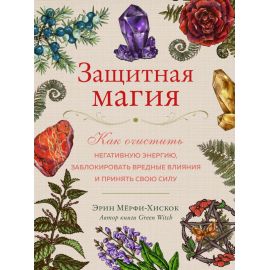 Защитная
магия
Как очистить
негативную энергию,
заблокировать вредные влияния
и принять свою силу
Эрин Мёрфи-Хискок
Автор книги Green Witch